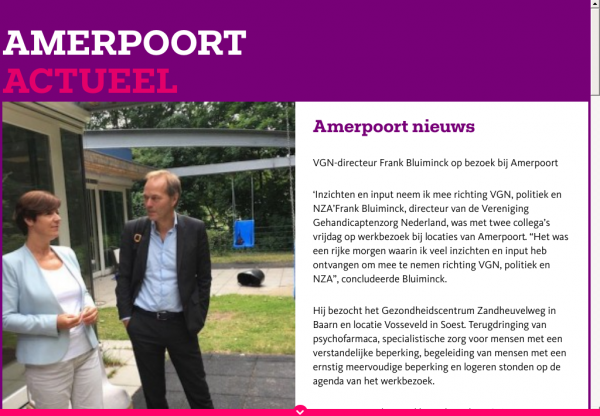 AMERPOORT
ACTUEEL
Amerpoort nieuws
VGN-directeur Frank Bluiminck op bezoek bij Amerpoort
‘Inzichten en input neem ik mee richting VGN, politiek en
NZA’Frank Bluiminck, directeur van de Vereniging
Gehandicaptenzorg Nederland, was met twee collega’s
vrijdag op werkbezoek bij locaties van Amerpoort. “Het was
een rijke morgen waarin ik veel inzichten en input heb
ontvangen om mee te nemen richting VGN, politiek en
NZA”, concludeerde Bluiminck.
Hij bezocht het Gezondheidscentrum Zandheuvelweg in
Baarn en locatie Vosseveld in Soest. Terugdringen van
psychofarmaca, specialistische zorg voor mensen met een
verstandelijke beperking, begeleiding van mensen met een
ernstig meervoudige beperking en logeren stonden op de
agenda van het werkbezoek.